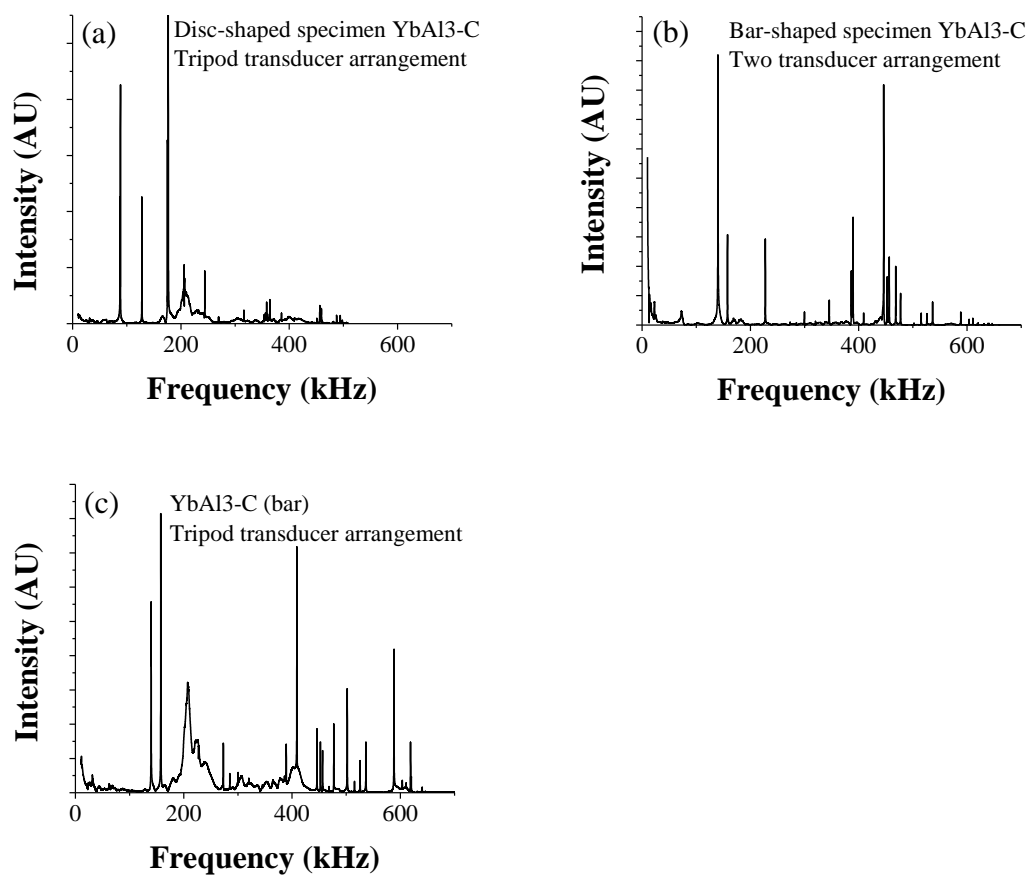 (a)
Disc-shaped specimen YbAl3-C
Tripod transducer arrangement
Intensity (AU)
0 200 400 600
Frequency (kHz)
(b)
Bar-shaped specimen YbAl3-C
Two transducer arrangement
Intensity (AU)
0 200 400 600
Frequency (kHz)
(c)
YbAl3-C (bar)
Tripod transducer arrangement
Intensity (AU)
0 200 400 600
Frequency (kHz)